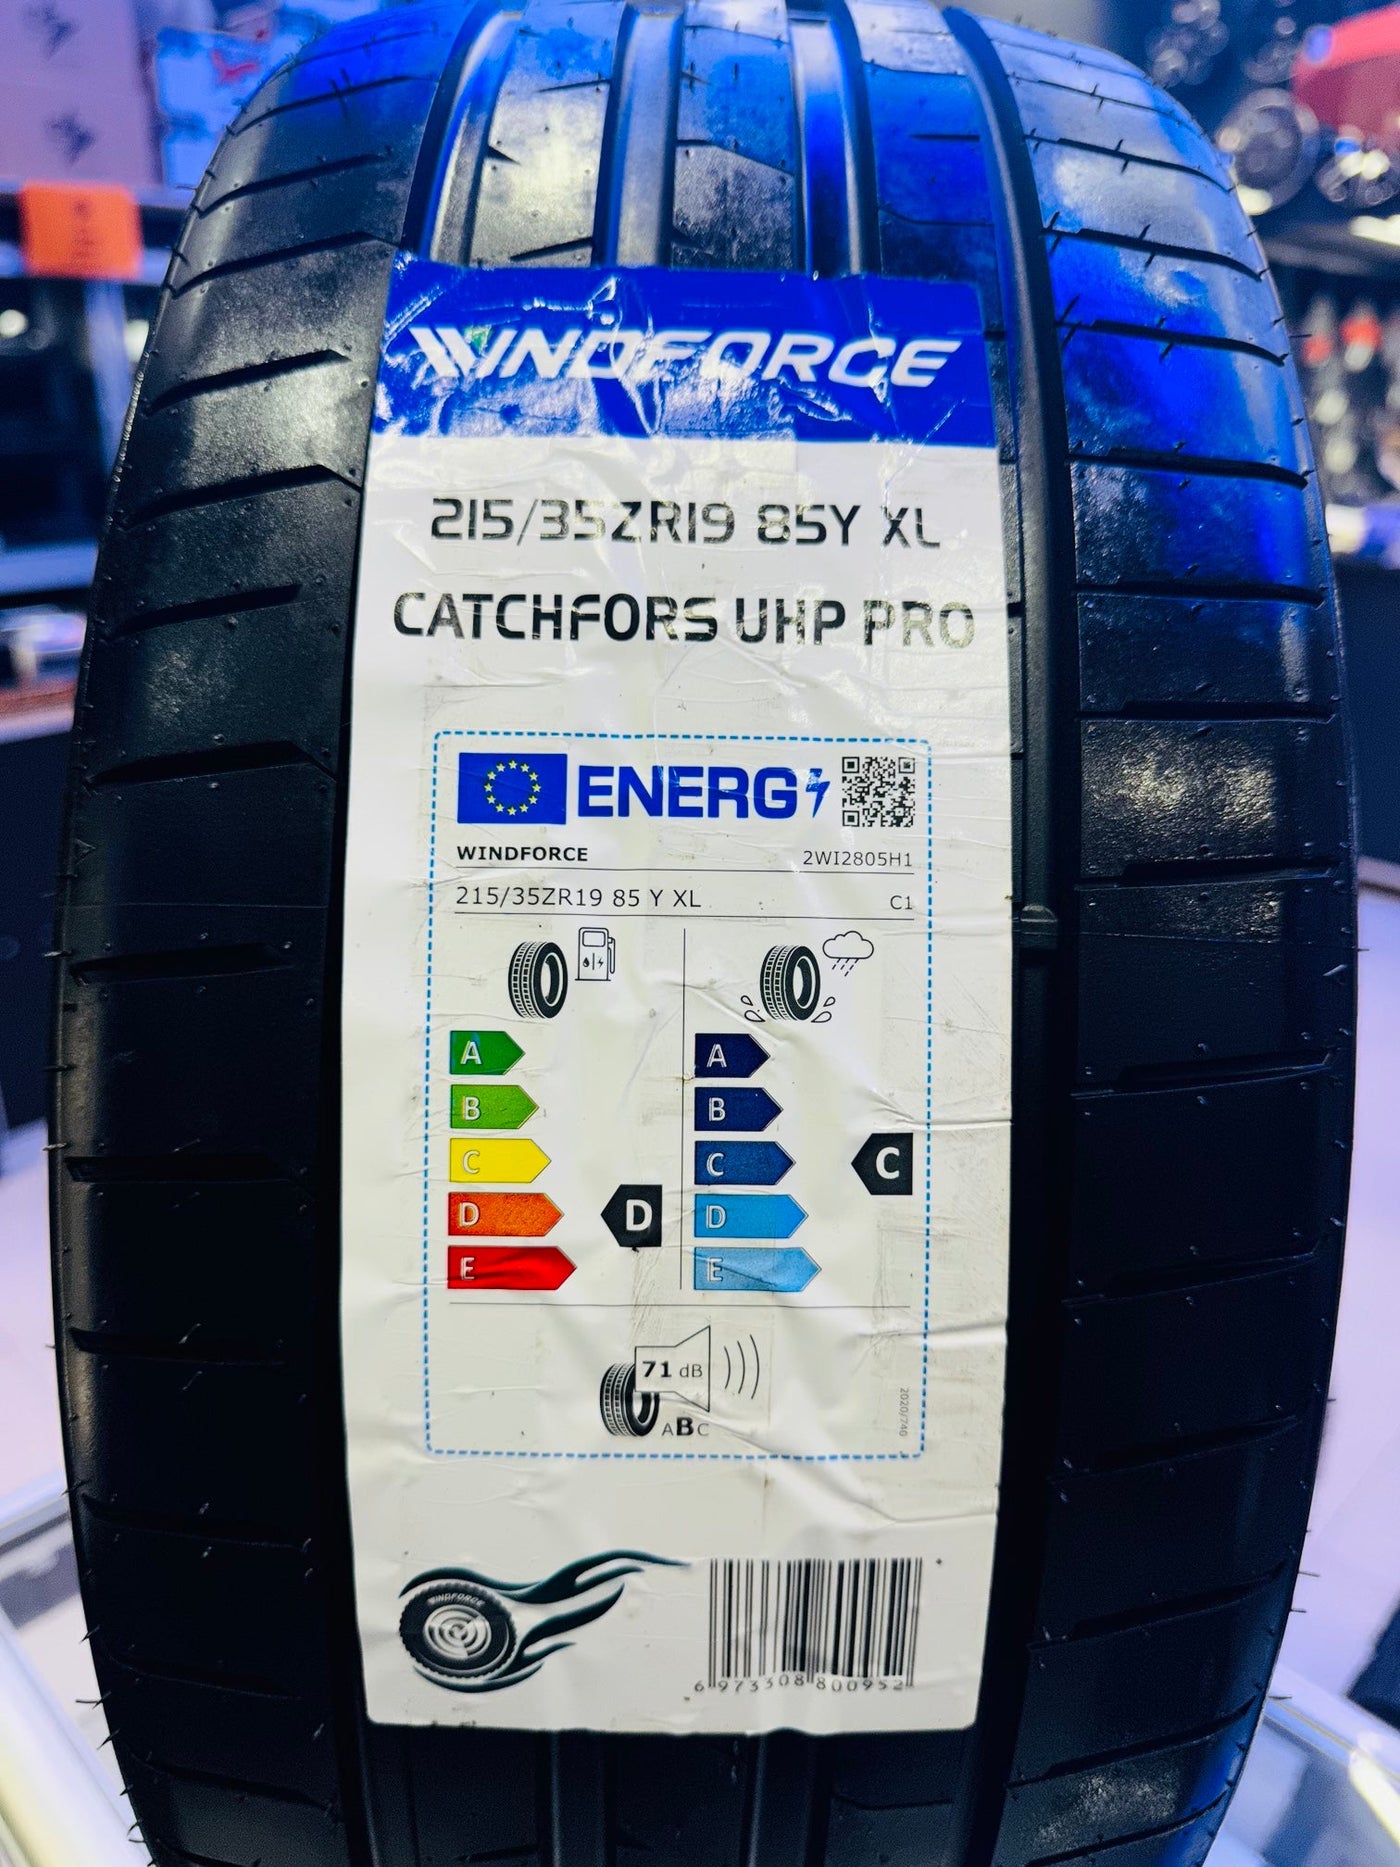 WINDFORCE
215/35ZR19 85Y XL
CATCHFORS UHP PRO
ENERG
WINDFORCE 2WI2805H1
215/35ZR19 85 Y XL C1
A A
B B
C C C
D D D
E E
71 dB
ABC
2020/740
WINDFORCE
6 973308 800952